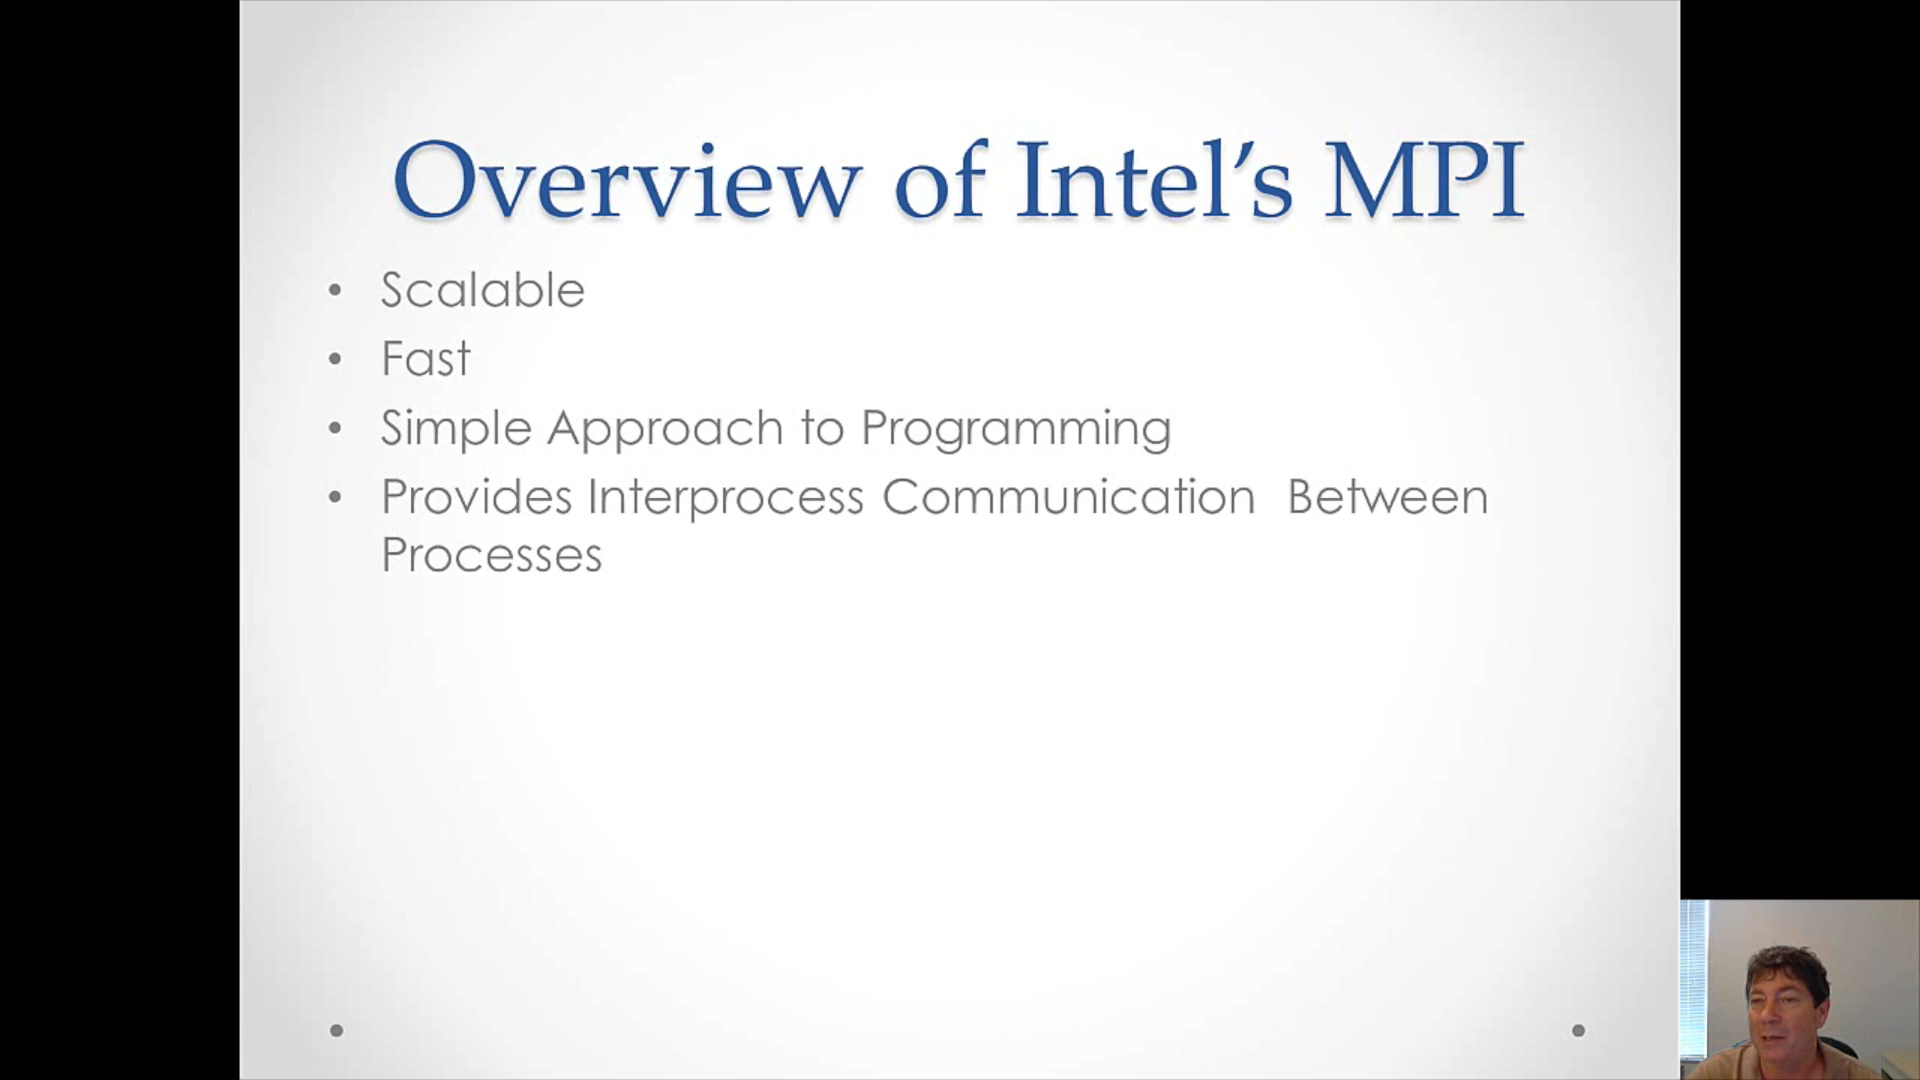 Overview of Intel’s MPI
• Scalable
• Fast
• Simple Approach to Programming
• Provides Interprocess Communication  Between
Processes